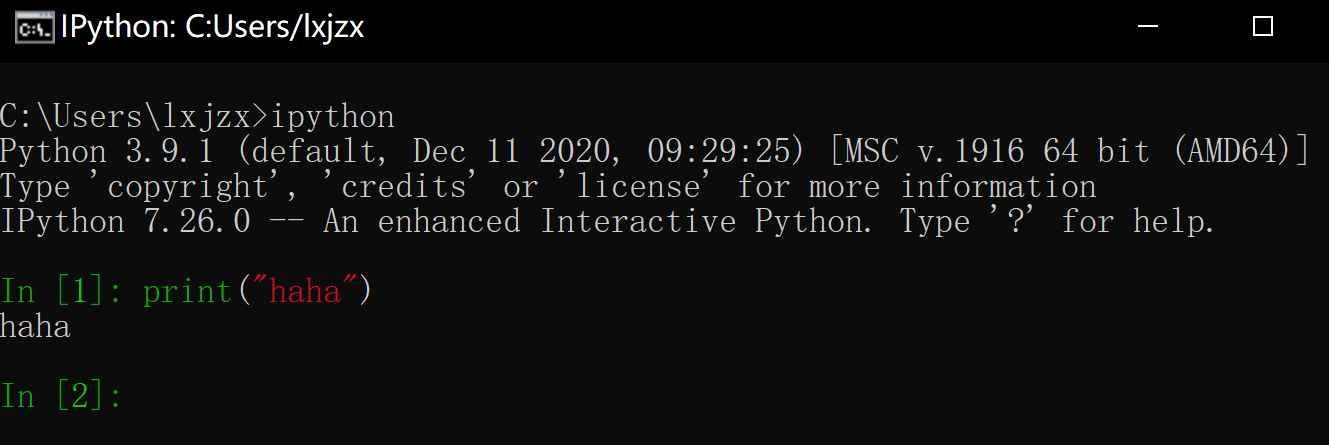 IPython: C:Users/lxjzx
C:\Users\lxjzx>ipython
Python 3.9.1 (default, Dec 11 2020, 09:29:25) [MSC v.1916 64 bit (AMD64)]
Type 'copyright', 'credits' or 'license' for more information
IPython 7.26.0 -- An enhanced Interactive Python. Type '?' for help.
In [1]: print("haha")
haha
In [2]: